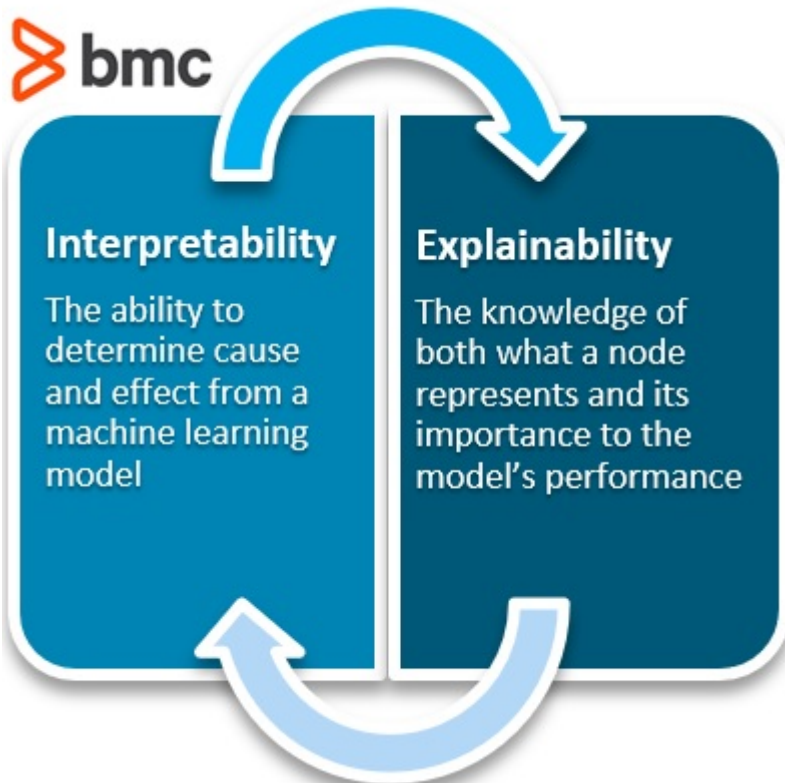 bmc
Interpretability
The ability to
determine cause
and effect from a
machine learning
model
Explainability
The knowledge of
both what a node
represents and its
importance to the
model’s performance